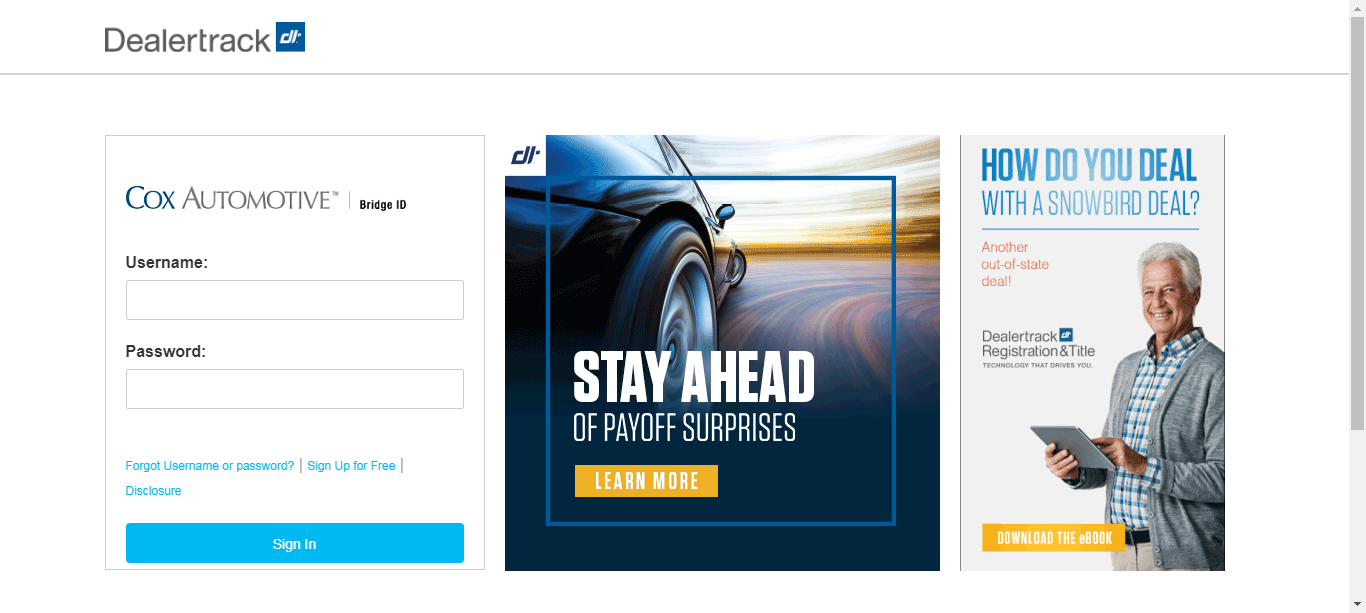 Dealertrack dt
COX AUTOMOTIVE™ | Bridge ID
Username:
Password:
Forgot Username or password? | Sign Up for Free |
Disclosure
Sign In
dt
STAY AHEAD
OF PAYOFF SURPRISES
LEARN MORE
HOW DO YOU DEAL
WITH A SNOWBIRD DEAL?
Another
out-of-state
deal!
Dealertrack dt
Registration&Title
TECHNOLOGY THAT DRIVES YOU.
DOWNLOAD THE eBOOK